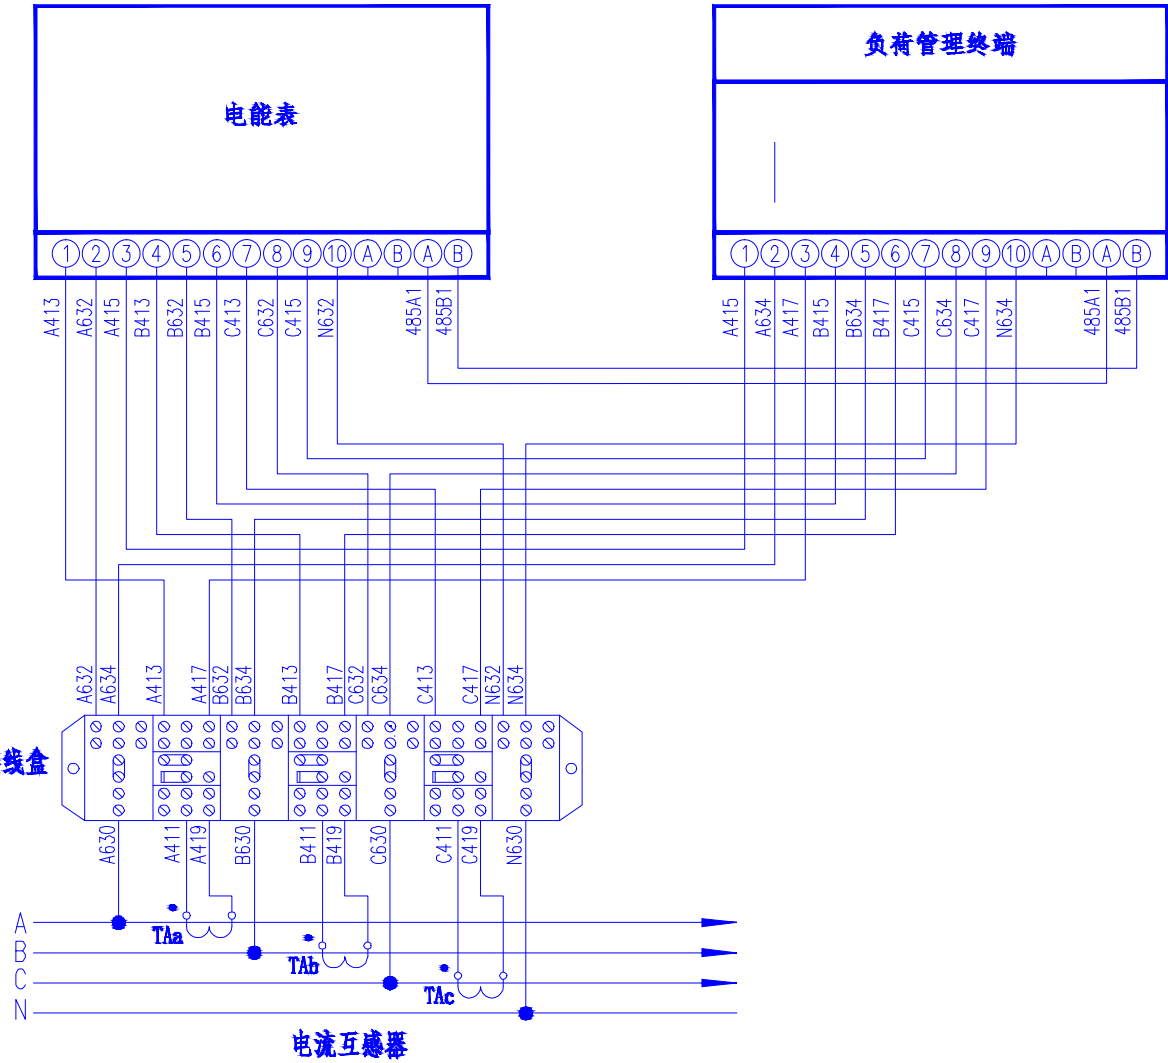 负荷管理终端
电能表
1 2 3 4 5 6 7 8 9 10 A B A B
1 2 3 4 5 6 7 8 9 10 A B A B
A413 A632 A415 B413 B632 B415 C413 C632 C415 N632 485A1 485B1
A415 A634 A417 B415 B634 B417 C415 C634 C417 N634 485A1 485B1
A632 A634 A413 A417 B632 B634 B413 B417 C632 C634 C413 C417 N632 N634
线盒
A630 A411 A419 B630 B411 B419 C630 C411 C419 N630
A
TAa
B
TAb
C
TAc
N
电流互感器